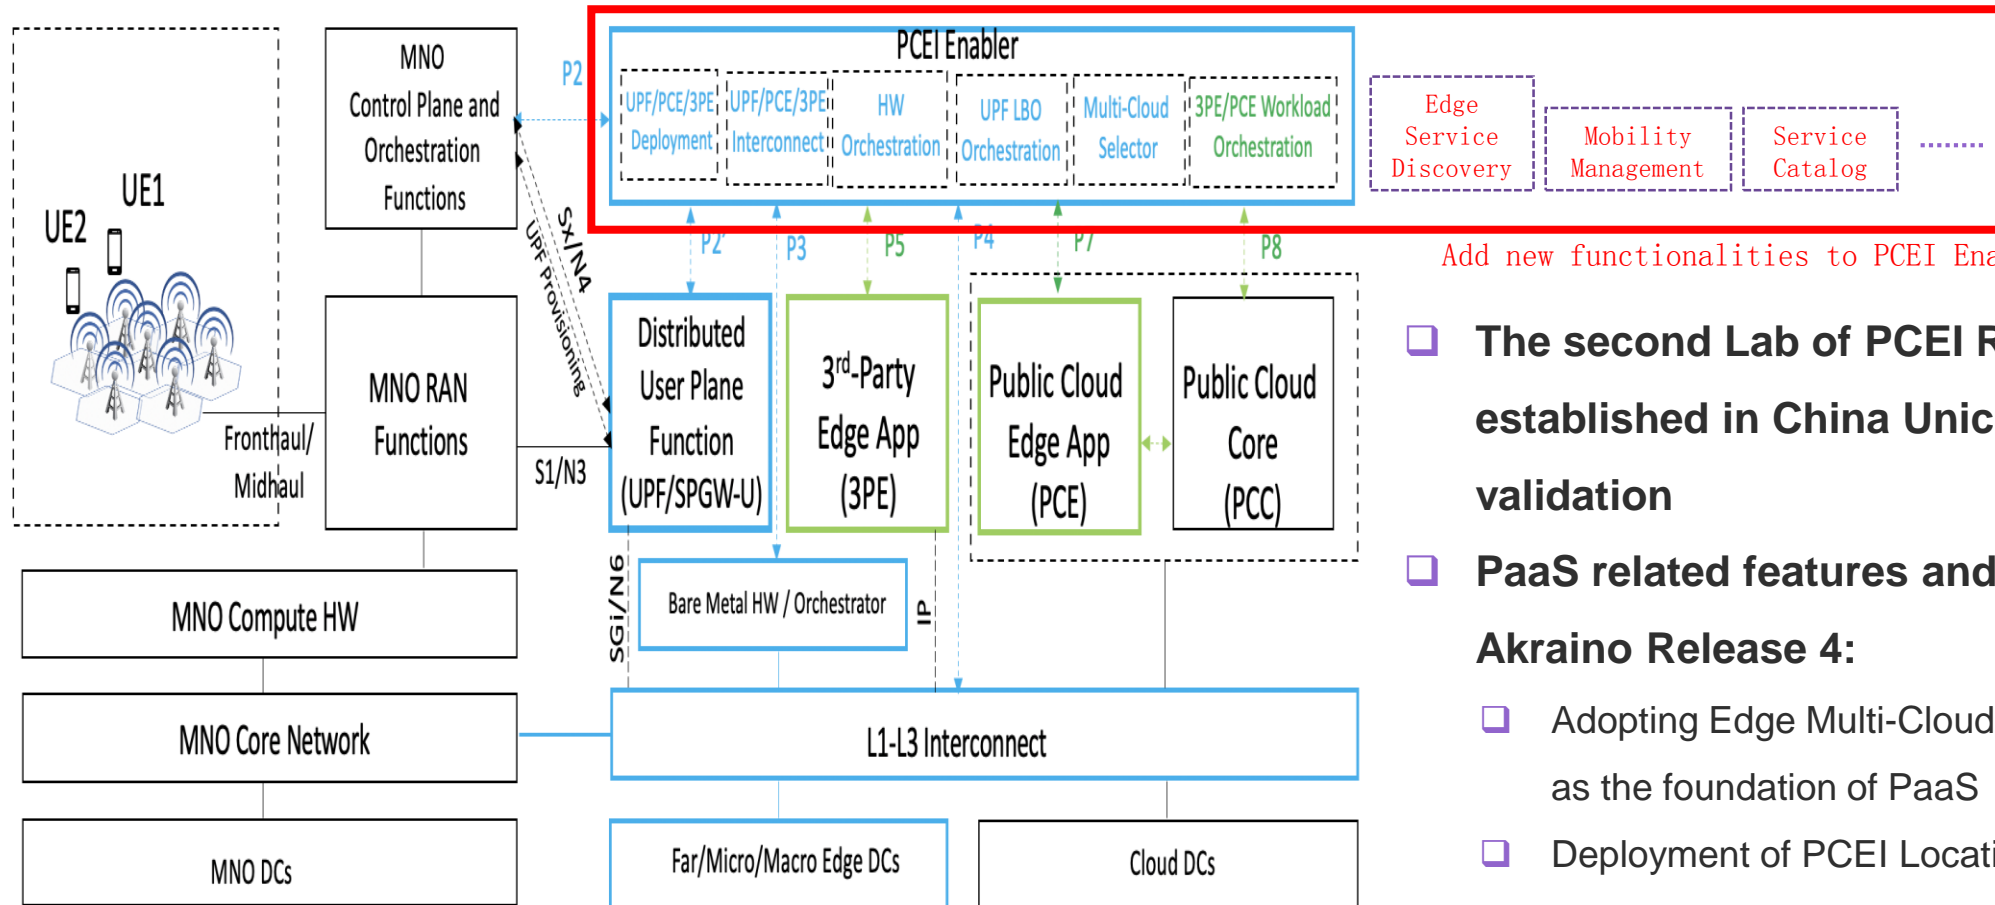 PCEI Enabler
P2
UPF/PCE/3PE
Deployment
UPF/PCE/3PE
Interconnect
HW
Orchestration
UPF LBO
Orchestration
Multi-Cloud
Selector
3PE/PCE Workload
Orchestration
Edge
Service
Discovery
Mobility
Management
Service
Catalog
MNO
Control Plane and
Orchestration
Functions
UE1
UE2
Sx/N4
UPF Provisioning
P2'
P3
P5
P4
P7
P8
Add new functionalities to PCEI
MNO RAN
Functions
Fronthaul/
Midhaul
S1/N3
Distributed
User Plane
Function
(UPF/SPGW-U)
3rd-Party
Edge App
(3PE)
Public Cloud
Edge App
(PCE)
Public Cloud
Core
(PCC)
SGi/N6
Bare Metal HW / Orchestrator
IP
MNO Compute HW
MNO Core Network
L1-L3 Interconnect
MNO DCs
Far/Micro/Macro Edge DCs
Cloud DCs
The second Lab of PCEI
established in China
validation
PaaS related features and
Akraino Release 4:
Adopting Edge Multi-Cloud
as the foundation of PaaS
Deployment of PCEI